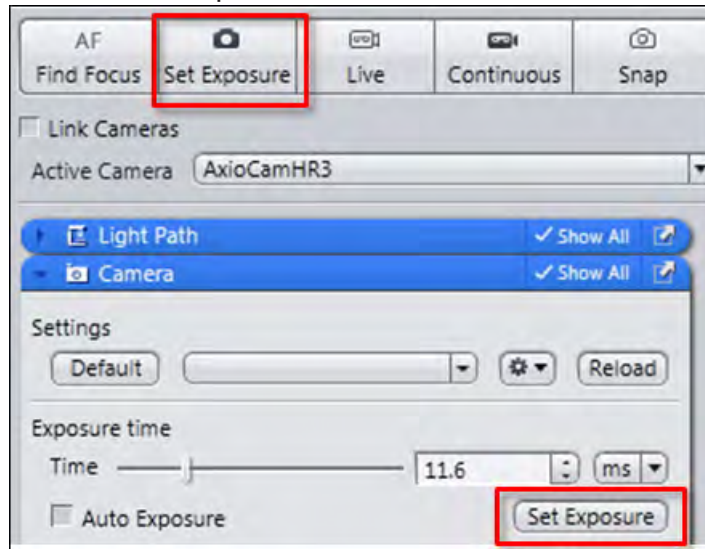 AF
Find Focus Set Exposure Live Continuous Snap
Link Cameras
Active Camera AxioCamHR3
Light Path Show All
Camera Show All
Settings
Default Reload
Exposure time
Time 11.6 ms
Auto Exposure Set Exposure